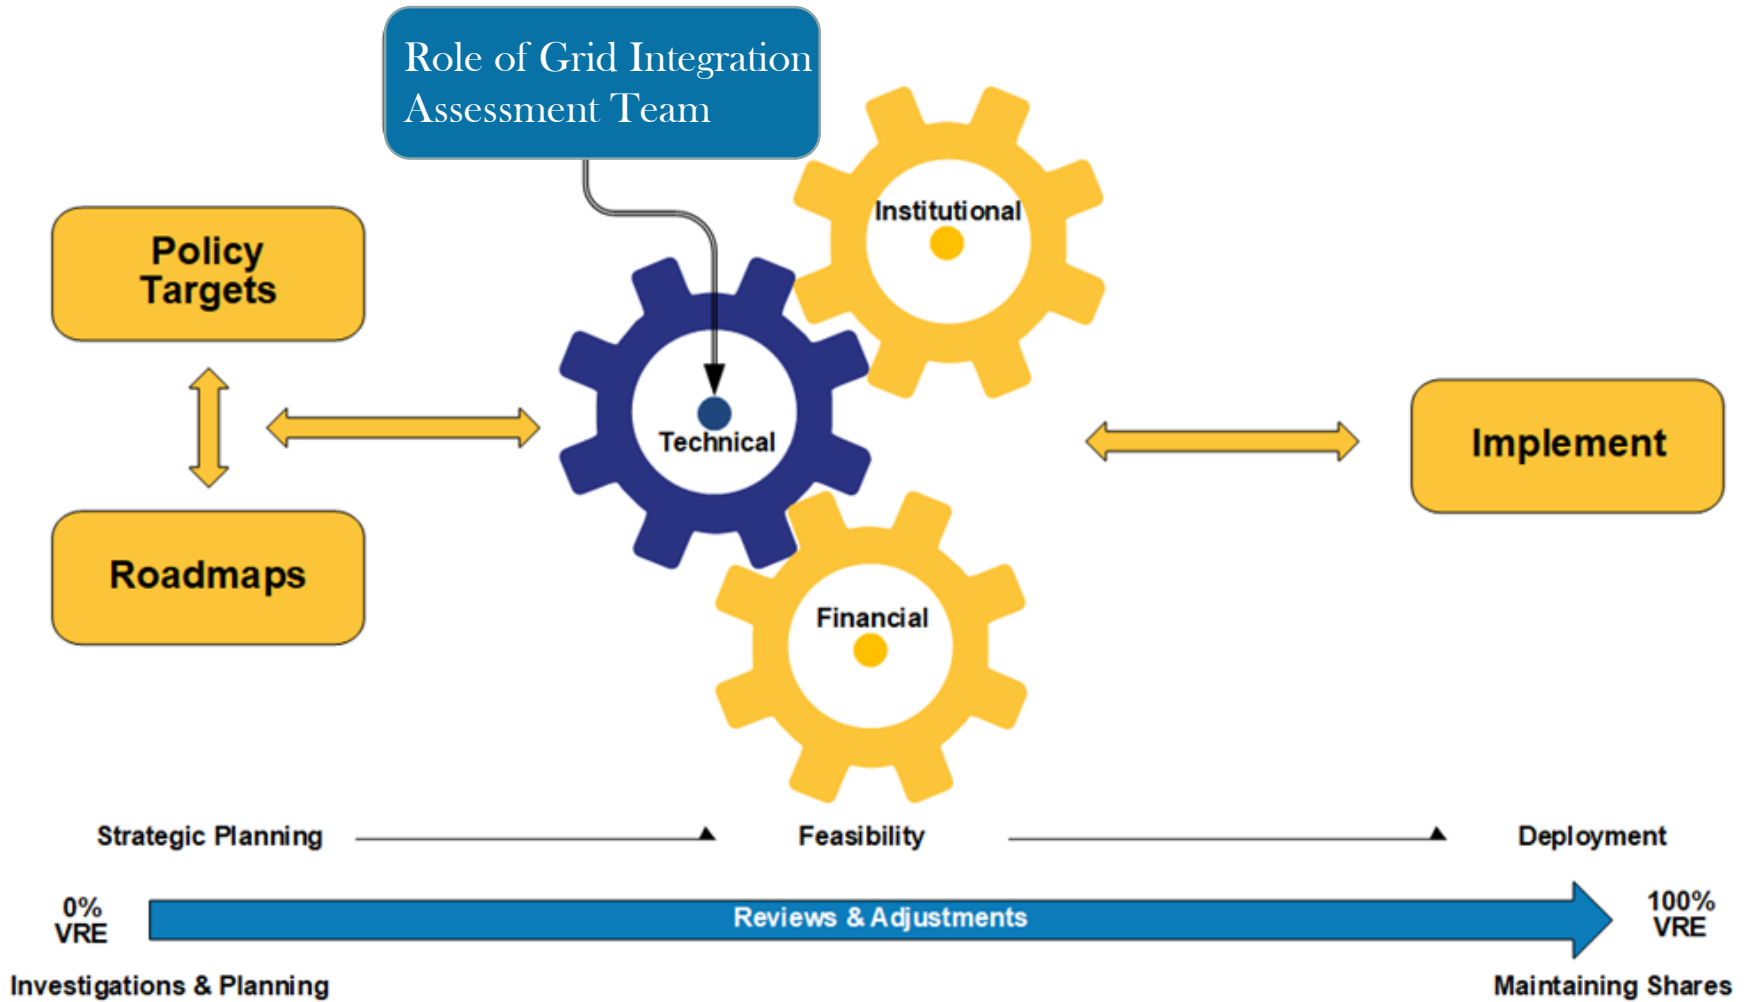 Role of Grid Integration
Assessment Team
Institutional
Policy
Targets
Technical
Implement
Roadmaps
Financial
Strategic Planning
Feasibility
Deployment
0%
VRE
Reviews & Adjustments
100%
VRE
Investigations & Planning
Maintaining Shares